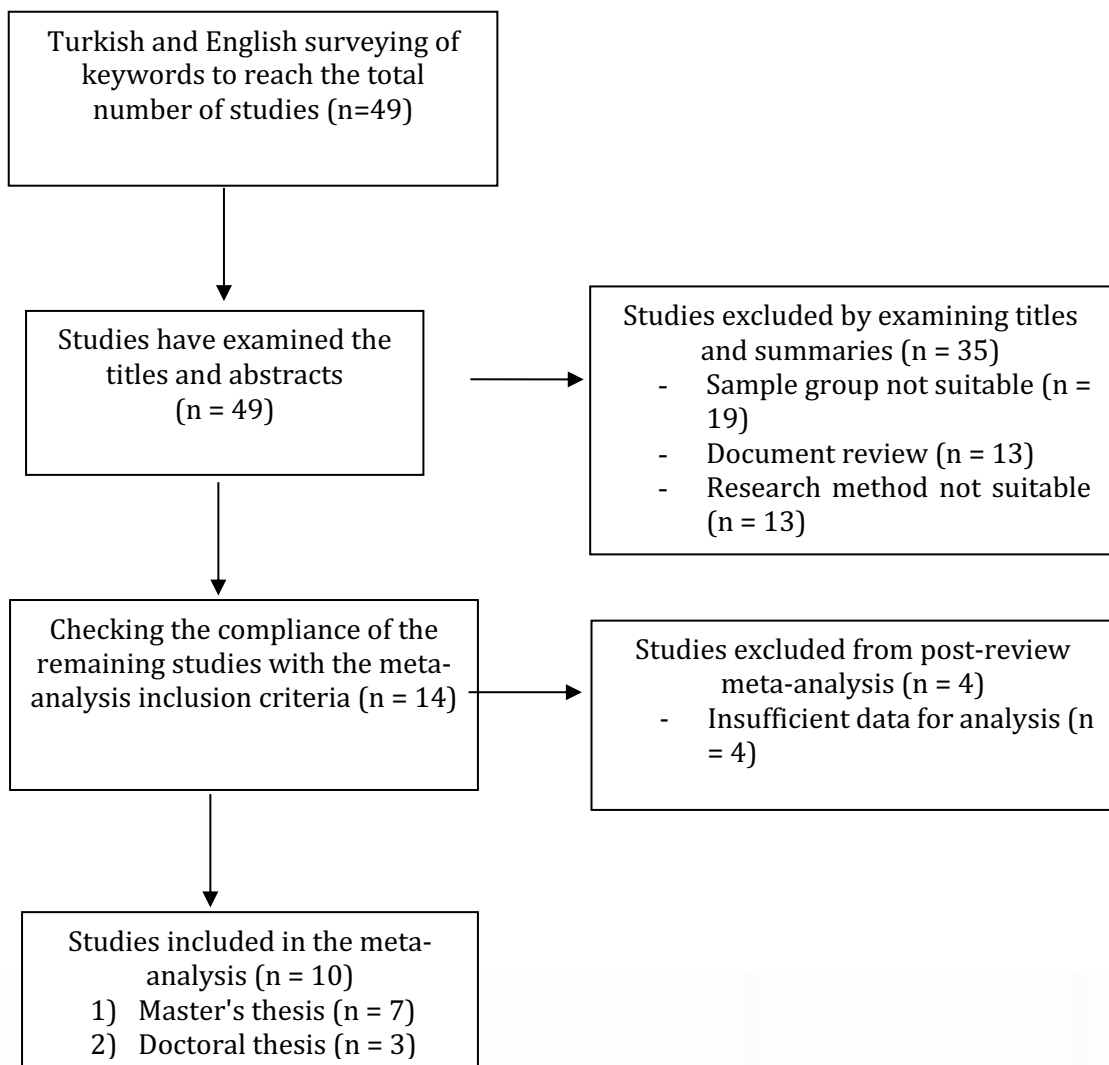 Turkish and English surveying of
keywords to reach the total
number of studies (n=49)
Studies have examined the
titles and abstracts
(n = 49)
Studies excluded by examining titles
and summaries (n = 35)
- Sample group not suitable (n =
19)
- Document review (n = 13)
- Research method not suitable
(n = 13)
Checking the compliance of the
remaining studies with the meta-
analysis inclusion criteria (n = 14)
Studies excluded from post-review
meta-analysis (n = 4)
- Insufficient data for analysis (n
= 4)
Studies included in the meta-
analysis (n = 10)
1) Master's thesis (n = 7)
2) Doctoral thesis (n = 3)